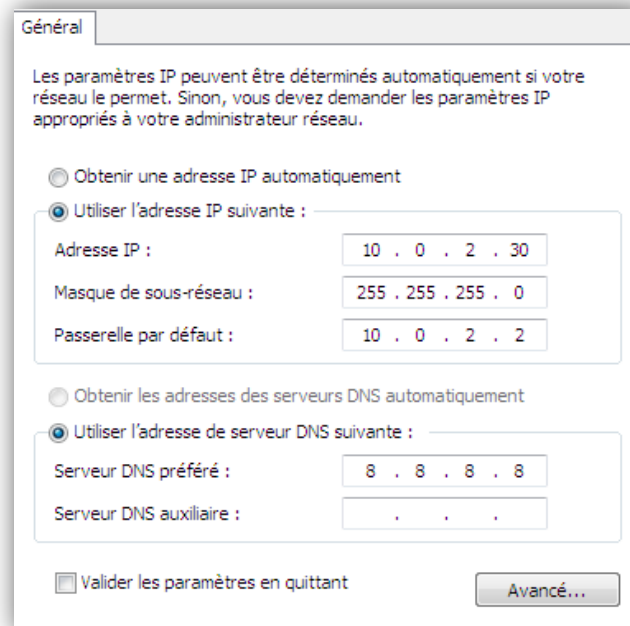 Général
Les paramètres IP peuvent être déterminés automatiquement si votre
réseau le permet. Sinon, vous devez demander les paramètres IP
appropriés à votre administrateur réseau.
Obtenir une adresse IP automatiquement
Utiliser l'adresse IP suivante :
Adresse IP : 10 . 0 . 2 . 30
Masque de sous-réseau : 255 . 255 . 255 . 0
Passerelle par défaut : 10 . 0 . 2 . 2
Obtenir les adresses des serveurs DNS automatiquement
Utiliser l'adresse de serveur DNS suivante :
Serveur DNS préféré : 8 . 8 . 8 . 8
Serveur DNS auxiliaire : . . .
Valider les paramètres en quittant Avancé...